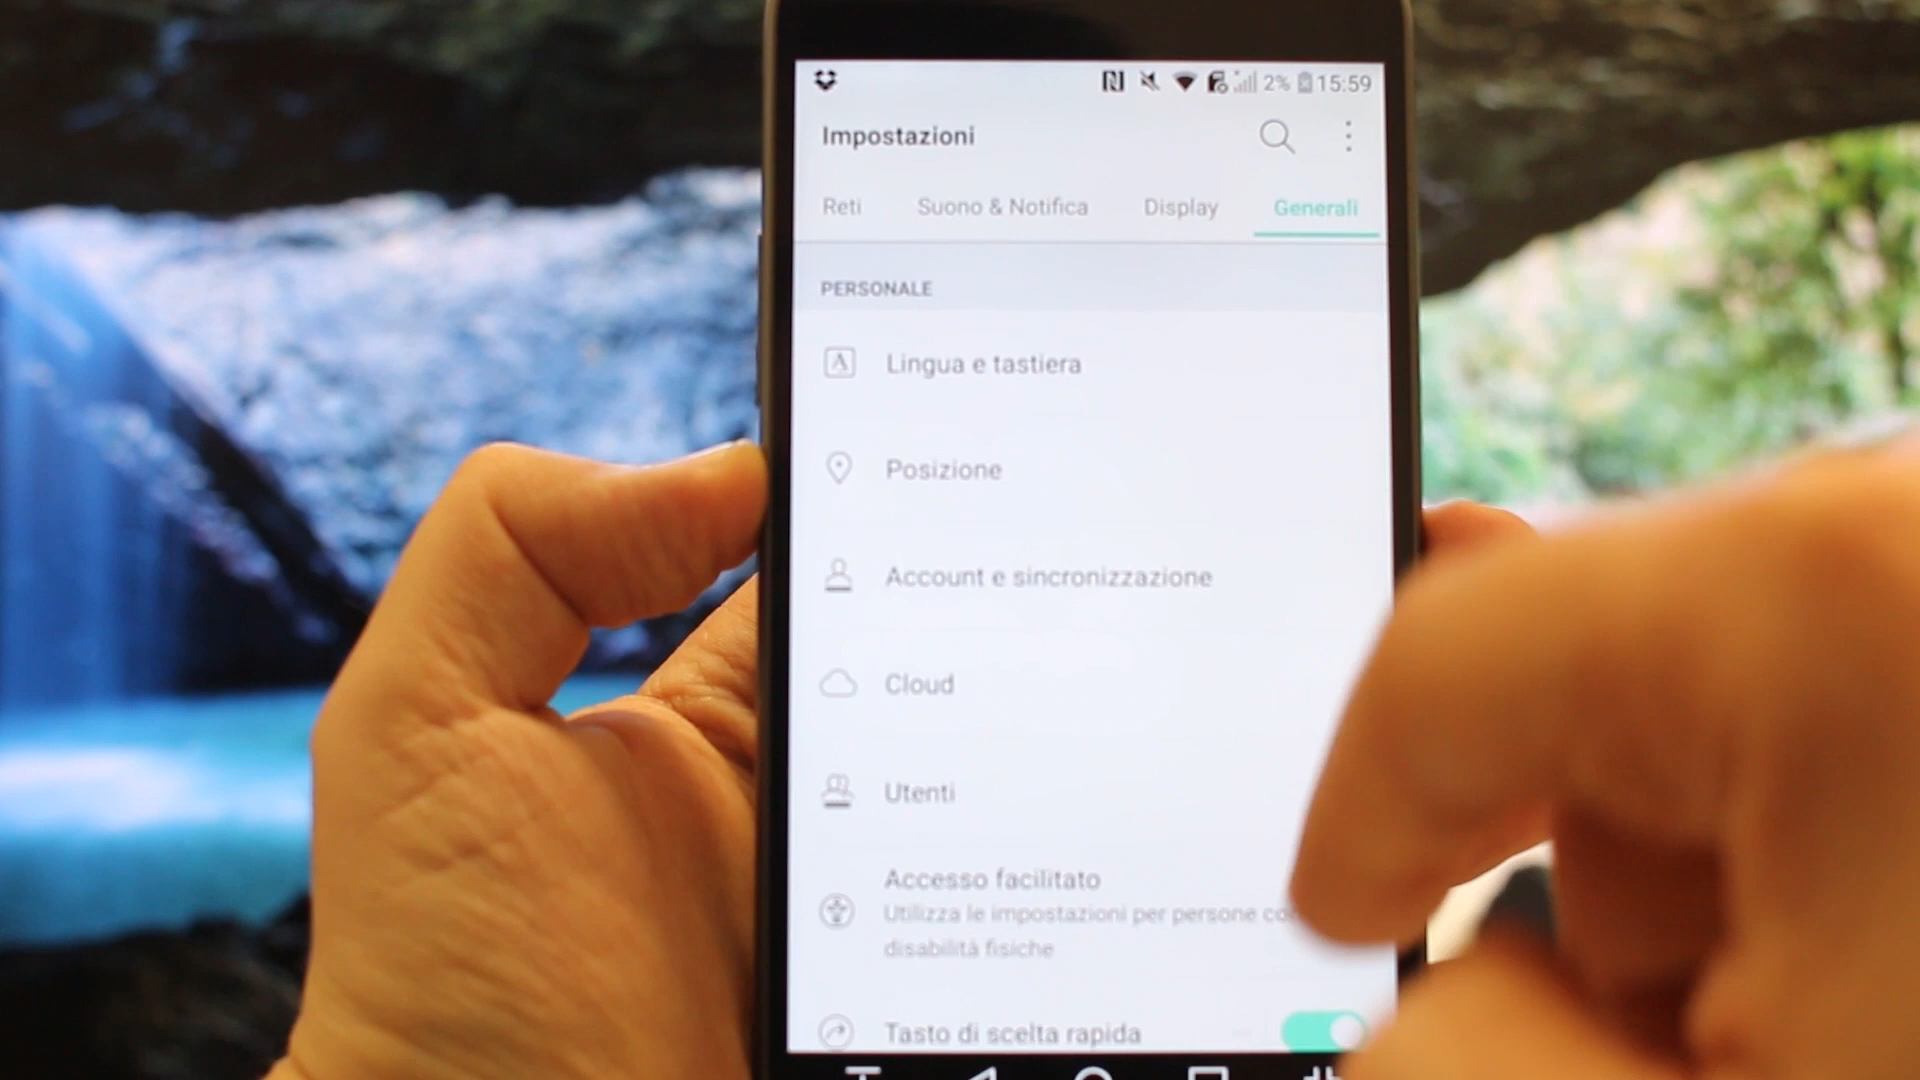 2% 15:59
Impostazioni
Reti Suono & Notifica Display Generali
PERSONALE
Lingua e tastiera
Posizione
Account e sincronizzazione
Cloud
Utenti
Accesso facilitato
Utilizza le impostazioni per persone
disabilità fisiche
Tasto di scelta rapida